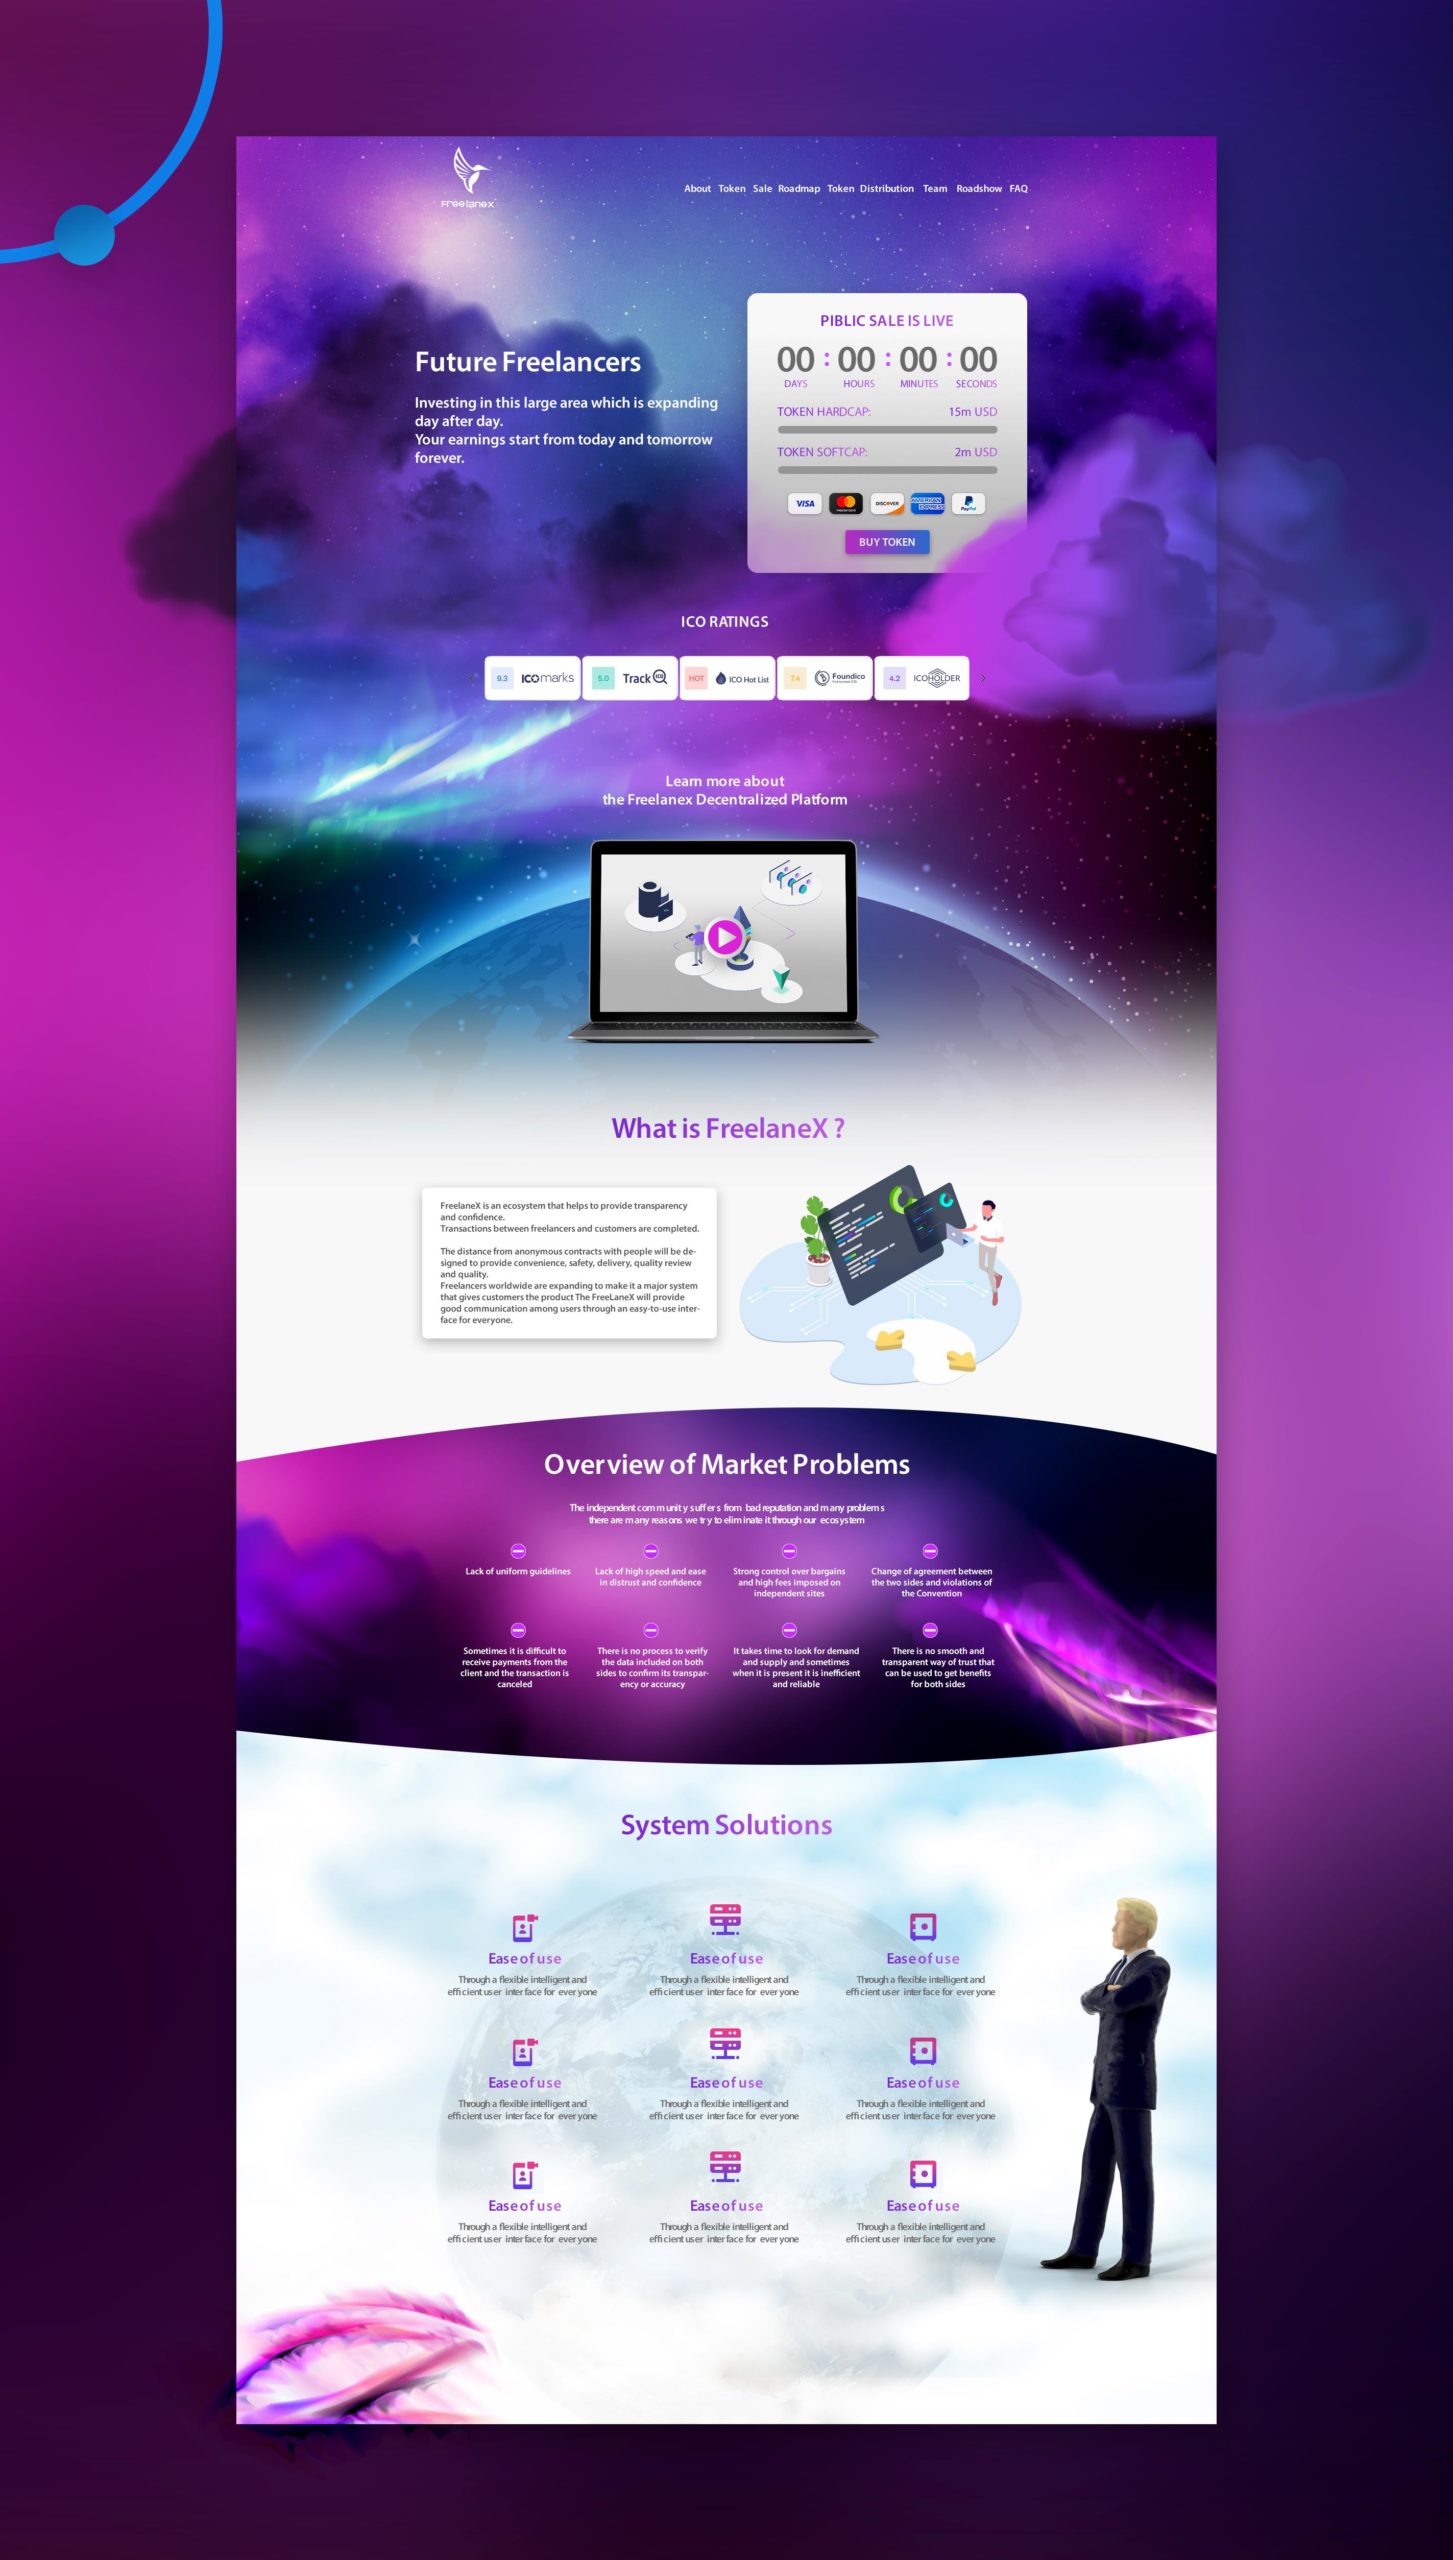 Freelanex
About Token Sale Roadmap Token Distribution Team Roadshow FAQ
Future Freelancers
Investing in this large area which is expanding
day after day.
Your earnings start from today and tomorrow
forever.
PIBLIC SALE IS LIVE
00 : 00 : 00 : 00
DAYS HOURS MINUTES SECONDS
TOKEN HARDCAP: 15m USD
TOKEN SOFTCAP: 2m USD
VISA mastercard DISCOVER AMERICAN EXPRESS PayPal
BUY TOKEN
ICO RATINGS
9.3 ICOmarks 5.0 Track ICO HOT ICO Hot List 7.4 Foundico 4.2 ICOHOLDER
Learn more about
the Freelanex Decentralized Platform
What is FreelaneX ?
FreelaneX is an ecosystem that helps to provide transparency
and confidence.
Transactions between freelancers and customers are completed.
The distance from anonymous contracts with people will be de-
signed to provide convenience, safety, delivery, quality review
and quality.
Freelancers worldwide are expanding to make it a major system
that gives customers the product The FreeLaneX will provide
good communication among users through an easy-to-use inter-
face for everyone.
Overview of Market Problems
The independent community suffers from bad reputation and many problems
there are many reasons we try to eliminate it through our ecosystem
Lack of uniform guidelines
Lack of high speed and ease
in distrust and confidence
Strong control over bargains
and high fees imposed on
independent sites
Change of agreement between
the two sides and violations of
the Convention
Sometimes it is difficult to
receive payments from the
client and the transaction is
canceled
There is no process to verify
the data included on both
sides to confirm its transpar-
ency or accuracy
It takes time to look for demand
and supply and sometimes
when it is present it is inefficient
and reliable
There is no smooth and
transparent way of trust that
can be used to get benefits
for both sides
System Solutions
Ease of use
Through a flexible intelligent and
efficient user interface for everyone
Ease of use
Through a flexible intelligent and
efficient user interface for everyone
Ease of use
Through a flexible intelligent and
efficient user interface for everyone
Ease of use
Through a flexible intelligent and
efficient user interface for everyone
Ease of use
Through a flexible intelligent and
efficient user interface for everyone
Ease of use
Through a flexible intelligent and
efficient user interface for everyone
Ease of use
Through a flexible intelligent and
efficient user interface for everyone
Ease of use
Through a flexible intelligent and
efficient user interface for everyone
Ease of use
Through a flexible intelligent and
efficient user interface for everyone